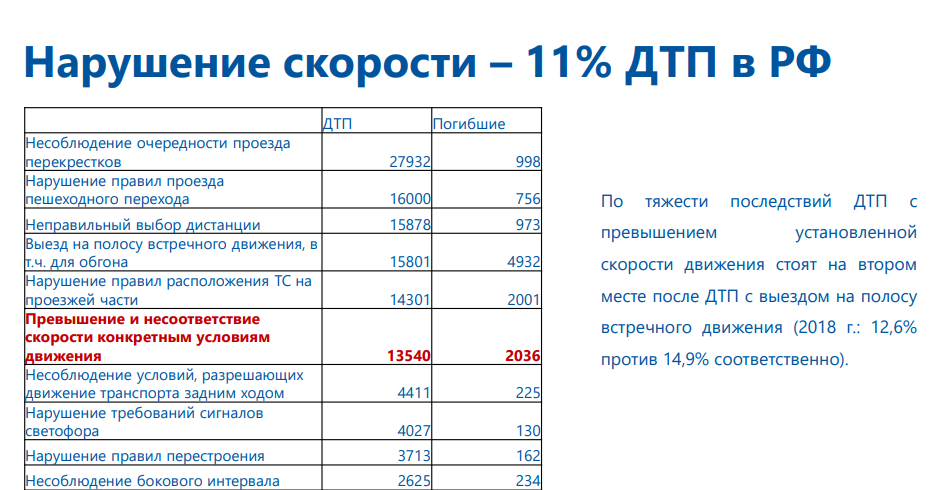 Нарушение скорости – 11% ДТП в РФ
ДТП Погибшие
Несоблюдение очередности проезда
перекрестков 27932 998
Нарушение правил проезда
пешеходного перехода 16000 756
Неправильный выбор дистанции 15878 973
Выезд на полосу встречного движения, в
т.ч. для обгона 15801 4932
Нарушение правил расположения ТС на
проезжей части 14301 2001
Превышение и несоответствие
скорости конкретным условиям
движения 13540 2036
Несоблюдение условий, разрешающих
движение транспорта задним ходом 4411 225
Нарушение требований сигналов
светофора 4027 130
Нарушение правил перестроения 3713 162
Несоблюдение бокового интервала 2625 234
По тяжести последствий ДТП с
превышением установленной
скорости движения стоят на втором
месте после ДТП с выездом на полосу
встречного движения (2018 г.: 12,6%
против 14,9% соответственно).